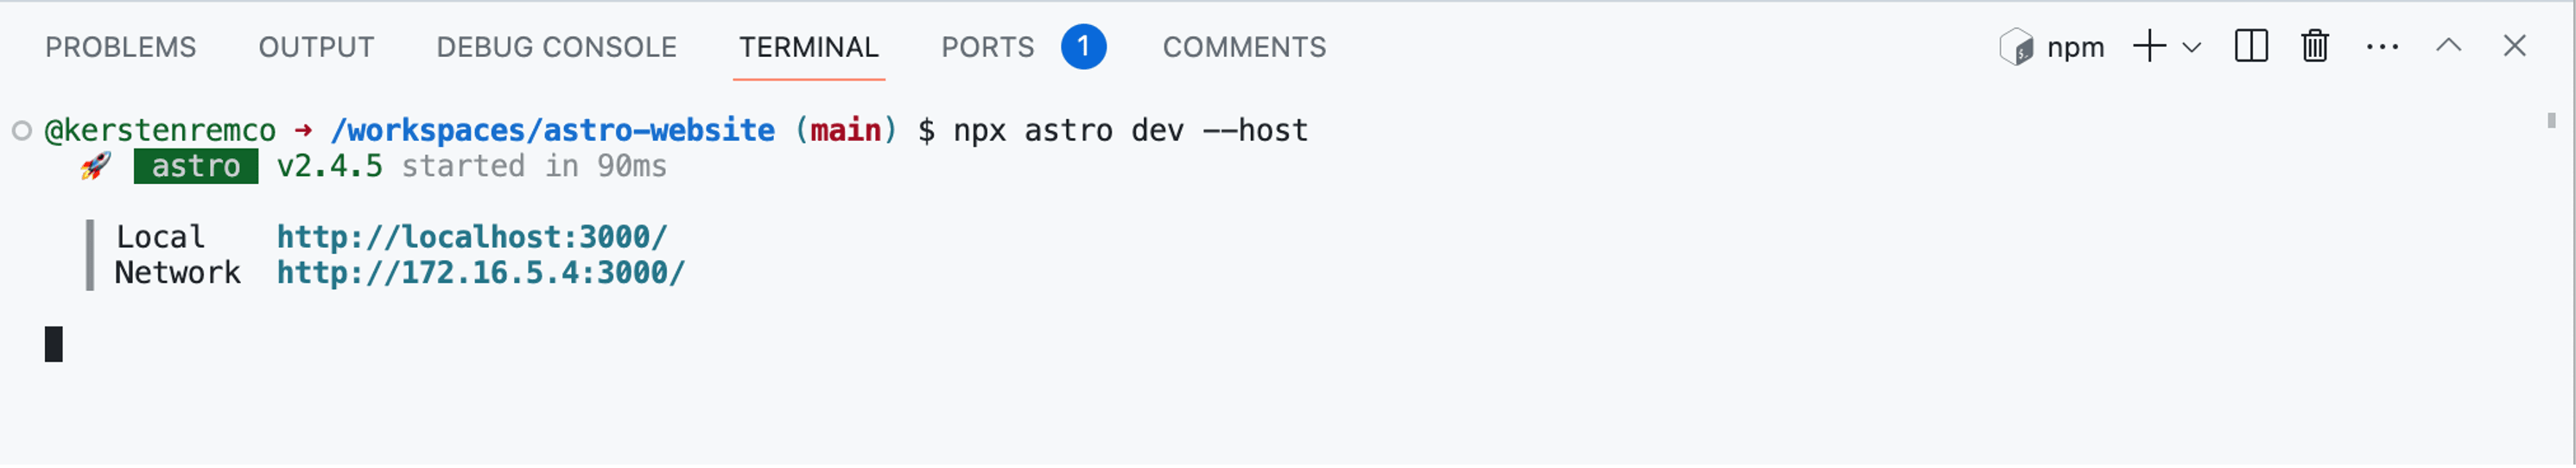 PROBLEMS OUTPUT DEBUG CONSOLE TERMINAL PORTS 1 COMMENTS npm
@kerstenremco ➜ /workspaces/astro-website (main) $ npx astro dev --host
🚀 astro v2.4.5 started in 90ms
Local http://localhost:3000/
Network http://172.16.5.4:3000/